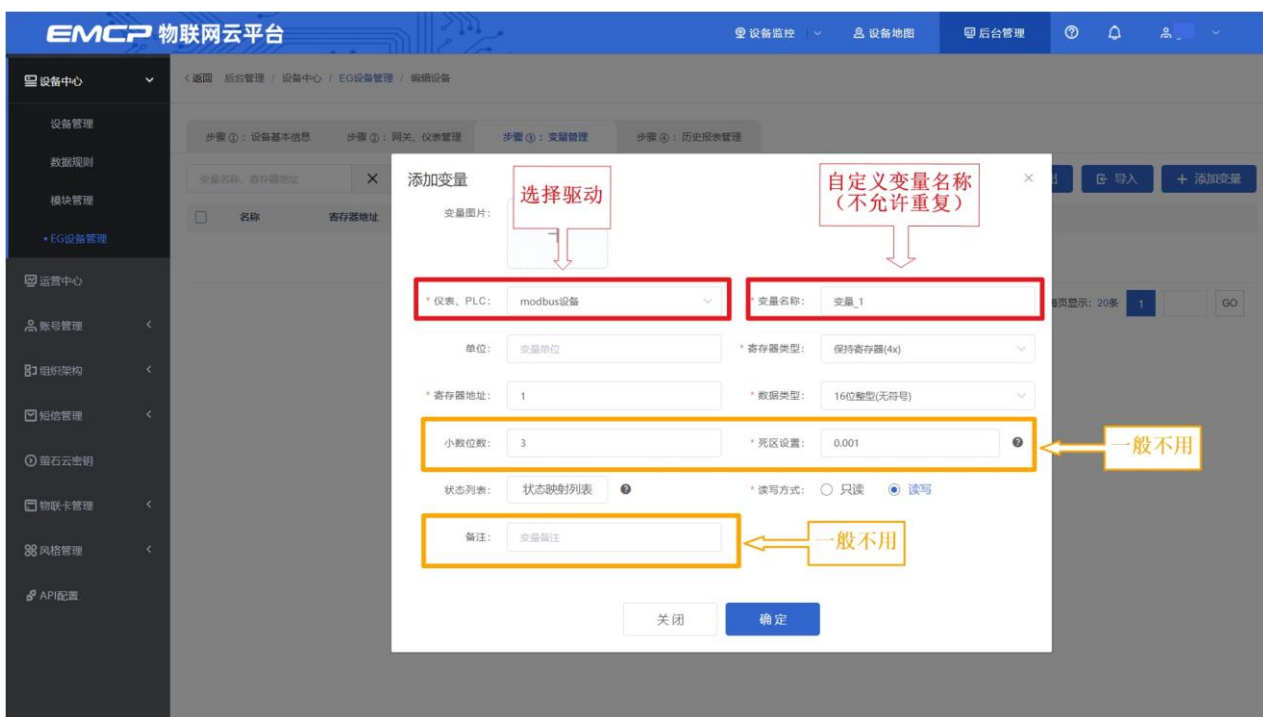 EMCP 物联网云平台
设备监控
设备地图
后台管理
设备中心
<返回 后台管理 / 设备中心 / EG设备管理 / 编辑设备
设备管理
数据规则
模块管理
•EG设备管理
运营中心
账号管理
组织架构
短信管理
萤石云密钥
物联卡管理
风格管理
API配置
步骤①：设备基本信息
步骤②：网关、仪表管理
步骤③：变量管理
步骤④：历史报表管理
变量名称、寄存器地址
导入
+ 添加变量
名称
寄存器地址
每页显示: 20条
1
GO
添加变量
选择驱动
自定义变量名称
（不允许重复）
变量图片:
* 仪表、PLC: modbus设备
* 变量名称: 变量_1
单位: 变量单位
* 寄存器类型: 保持寄存器(4x)
* 寄存器地址: 1
* 数据类型: 16位整型(无符号)
小数位数: 3
* 死区设置: 0.001
一般不用
状态列表: 状态映射列表
* 读写方式: 只读 读写
备注: 变量备注
一般不用
关闭
确定